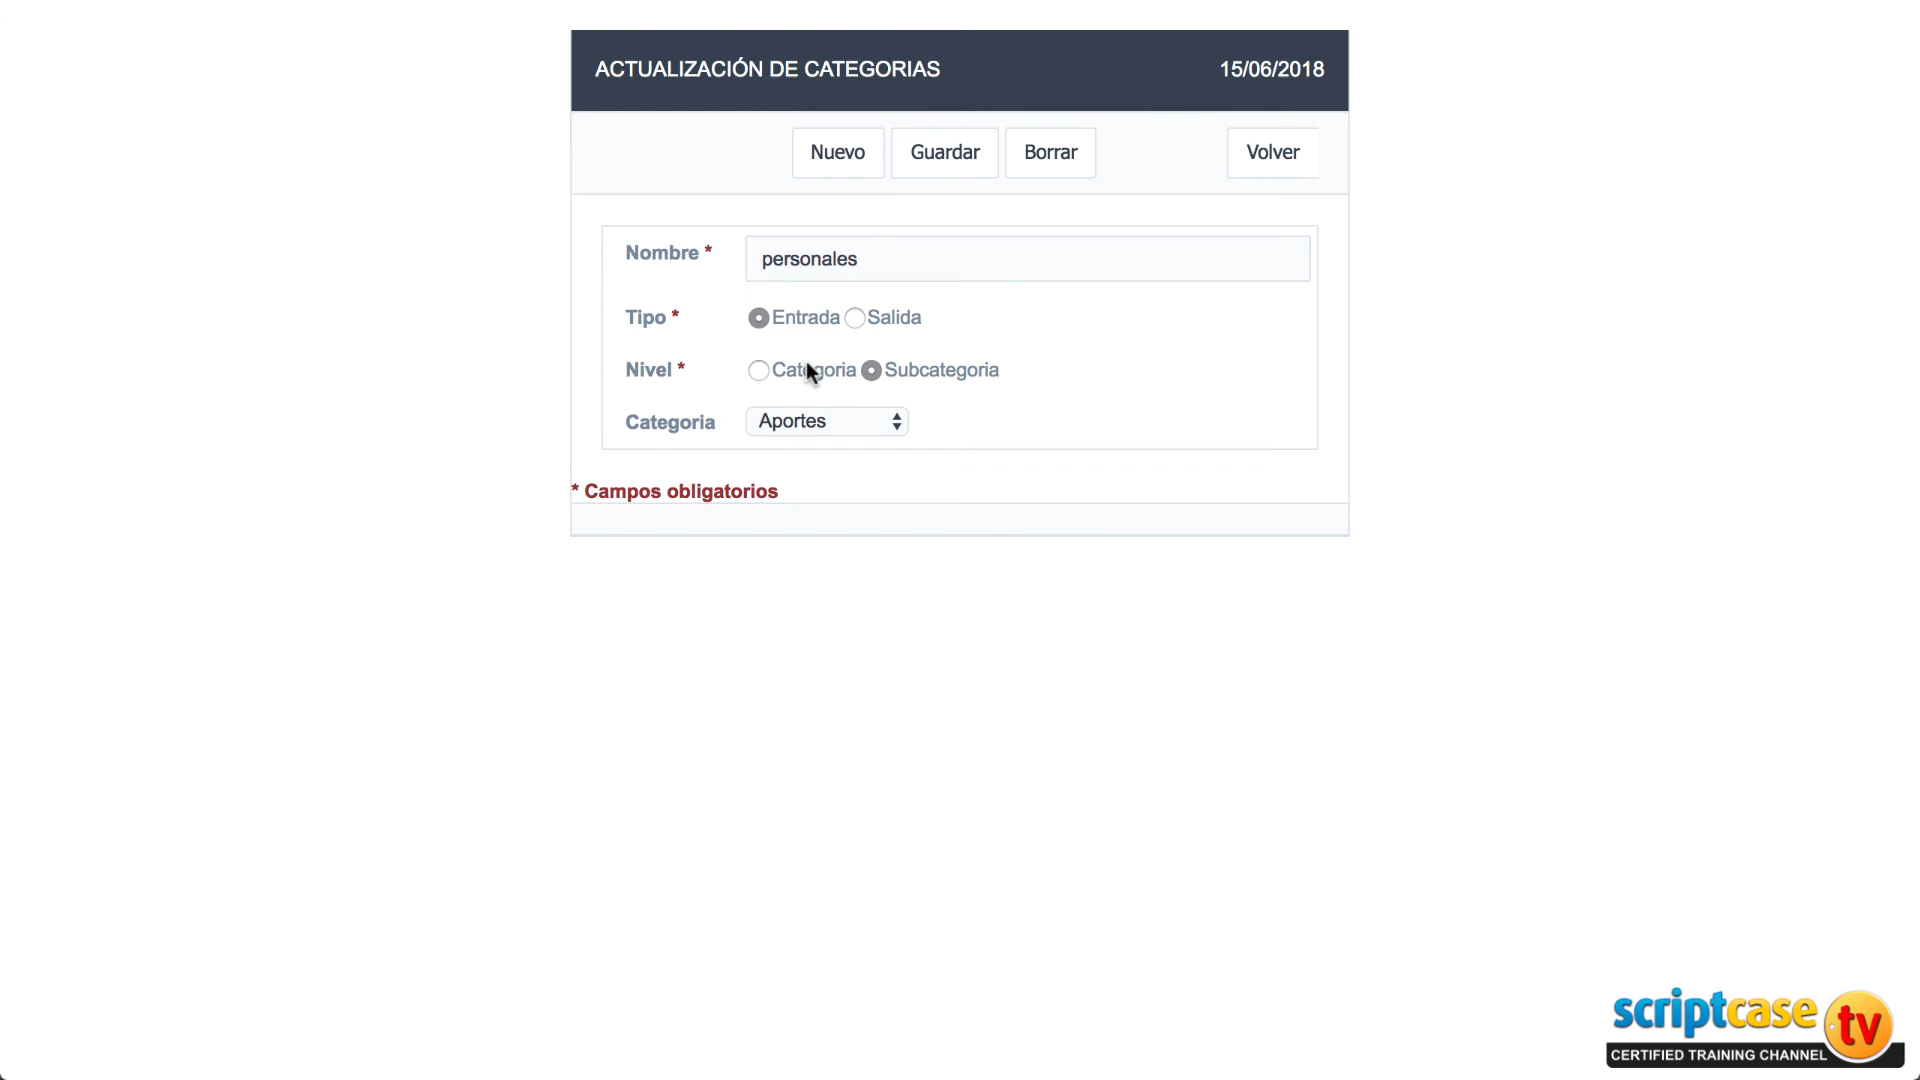 ACTUALIZACIÓN DE CATEGORIAS 15/06/2018
Nuevo Guardar Borrar Volver
Nombre * personales
Tipo * Entrada Salida
Nivel * Categoria Subcategoria
Categoria Aportes
* Campos obligatorios
scriptcase tv
CERTIFIED TRAINING CHANNEL